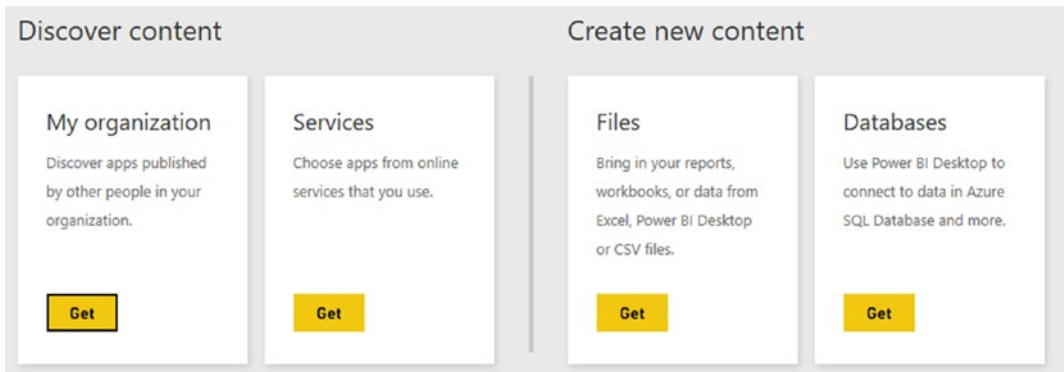 Discover content
My organization
Discover apps published
by other people in your
organization.
Get
Services
Choose apps from online
services that you use.
Get
Create new content
Files
Bring in your reports,
workbooks, or data from
Excel, Power BI Desktop
or CSV files.
Get
Databases
Use Power BI Desktop to
connect to data in Azure
SQL Database and more.
Get